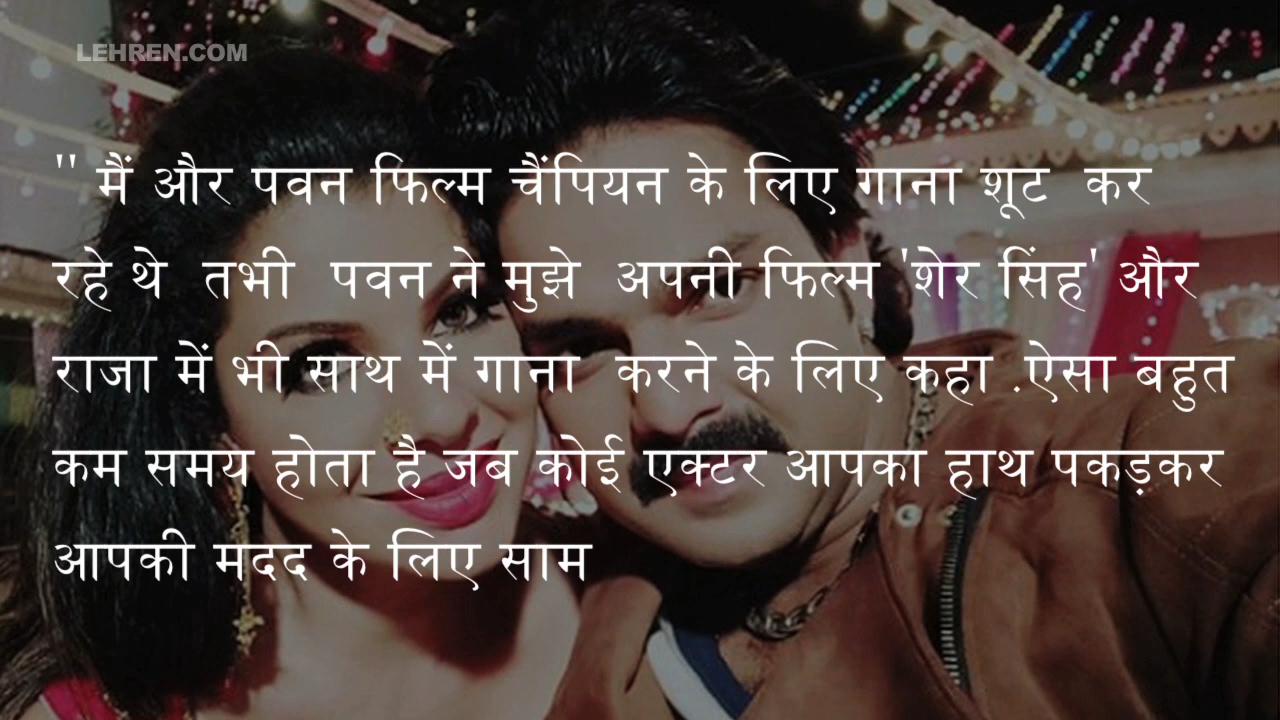 LEHREN.COM
" मैं और पवन फिल्म चैंपियन के लिए गाना शूट कर
रहे थे तभी पवन ने मुझे अपनी फिल्म 'शेर सिंह' और
राजा में भी साथ में गाना करने के लिए कहा .ऐसा बहुत
कम समय होता है जब कोई एक्टर आपका हाथ पकड़कर
आपकी मदद के लिए साम